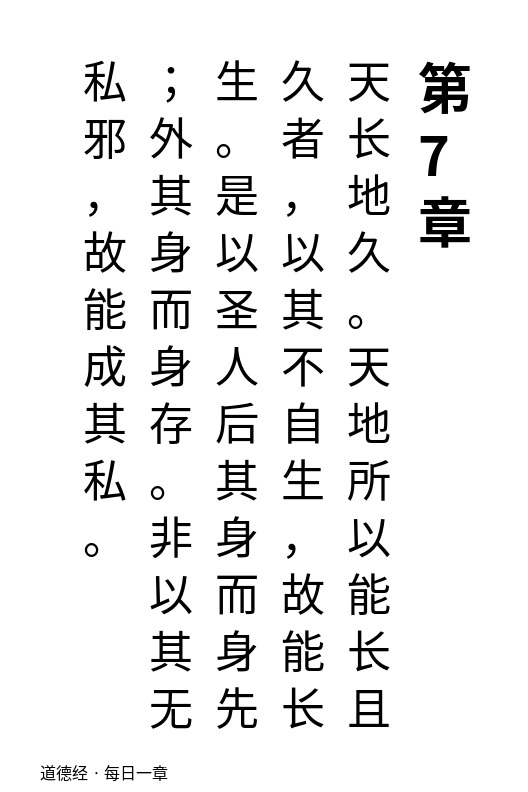 第7章
天长地久。天地所以能长且
久者，以其不自生，故能长
生。是以圣人后其身而身先
；外其身而身存。非以其无
私邪，故能成其私。
道德经 · 每日一章